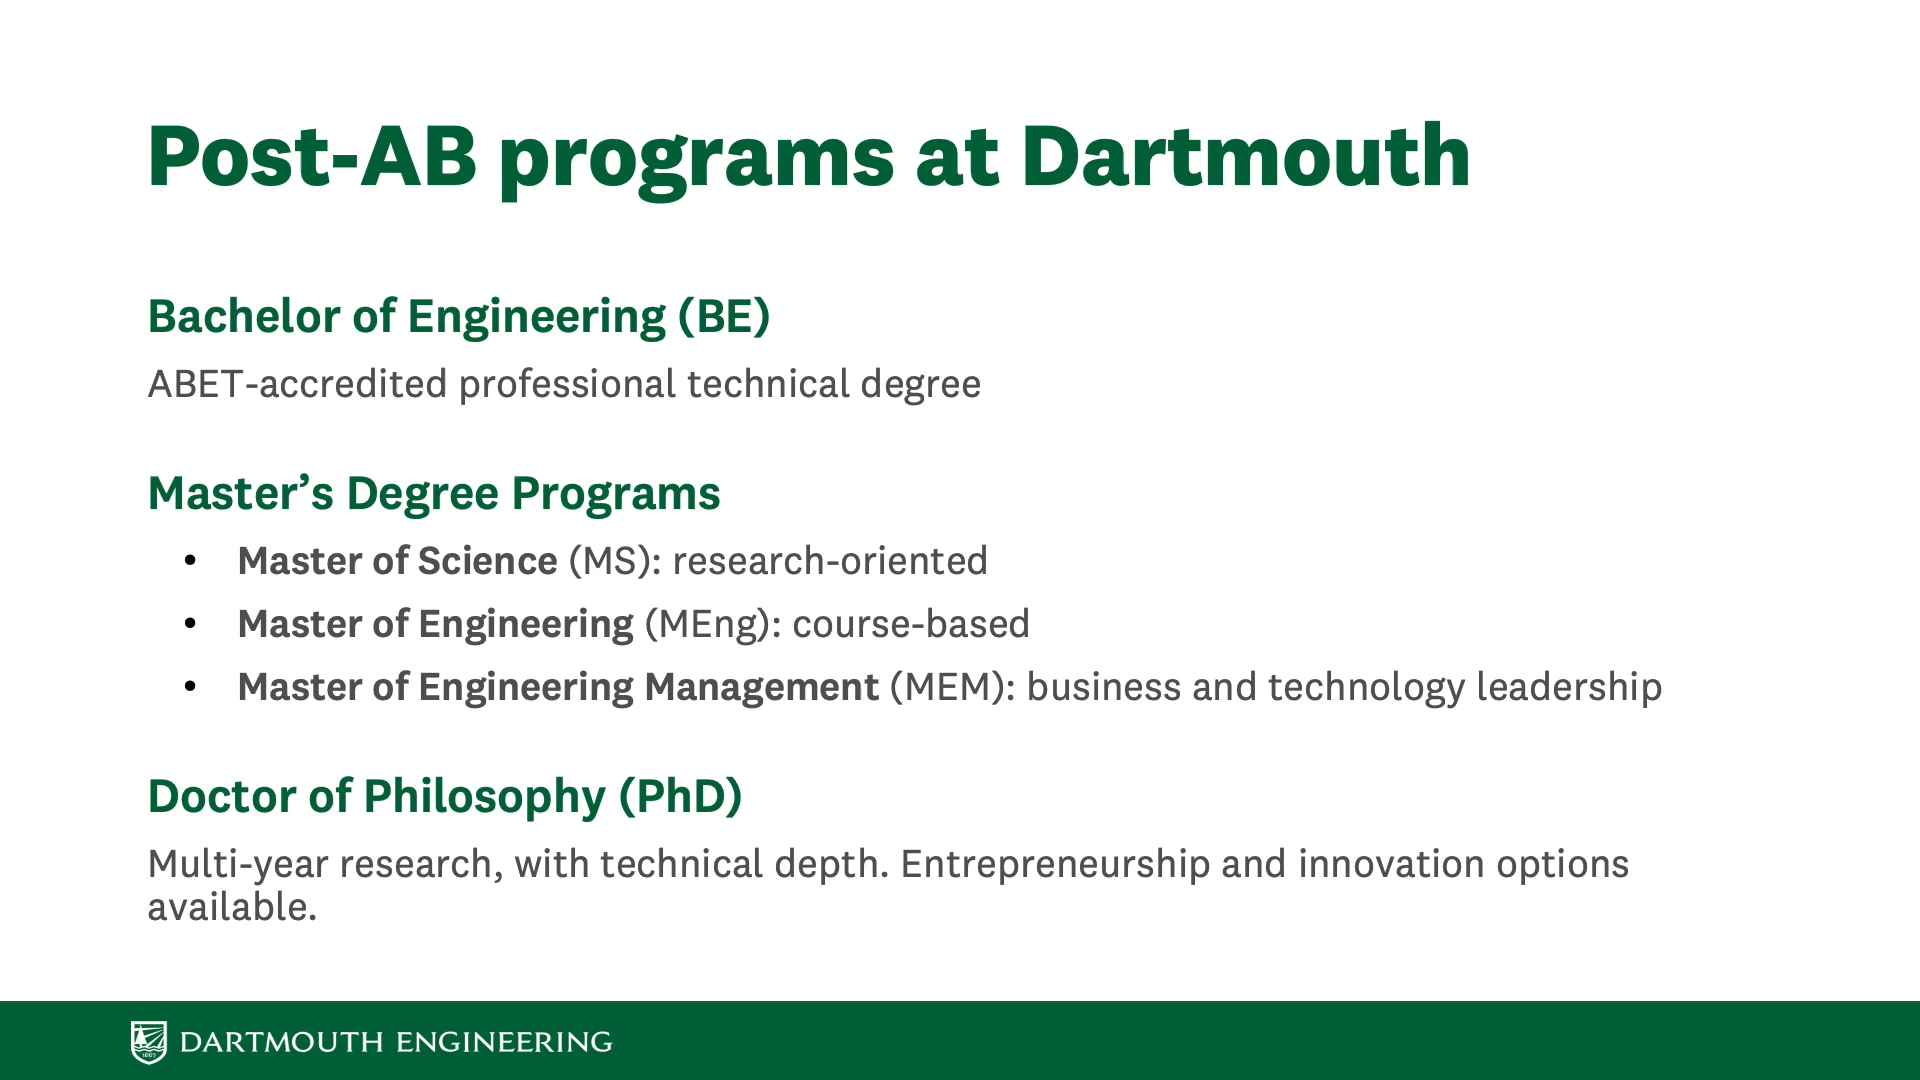 Post-AB programs at Dartmouth
Bachelor of Engineering (BE)
ABET-accredited professional technical degree
Master’s Degree Programs
• Master of Science (MS): research-oriented
• Master of Engineering (MEng): course-based
• Master of Engineering Management (MEM): business and technology leadership
Doctor of Philosophy (PhD)
Multi-year research, with technical depth. Entrepreneurship and innovation options
available.
1867
DARTMOUTH ENGINEERING